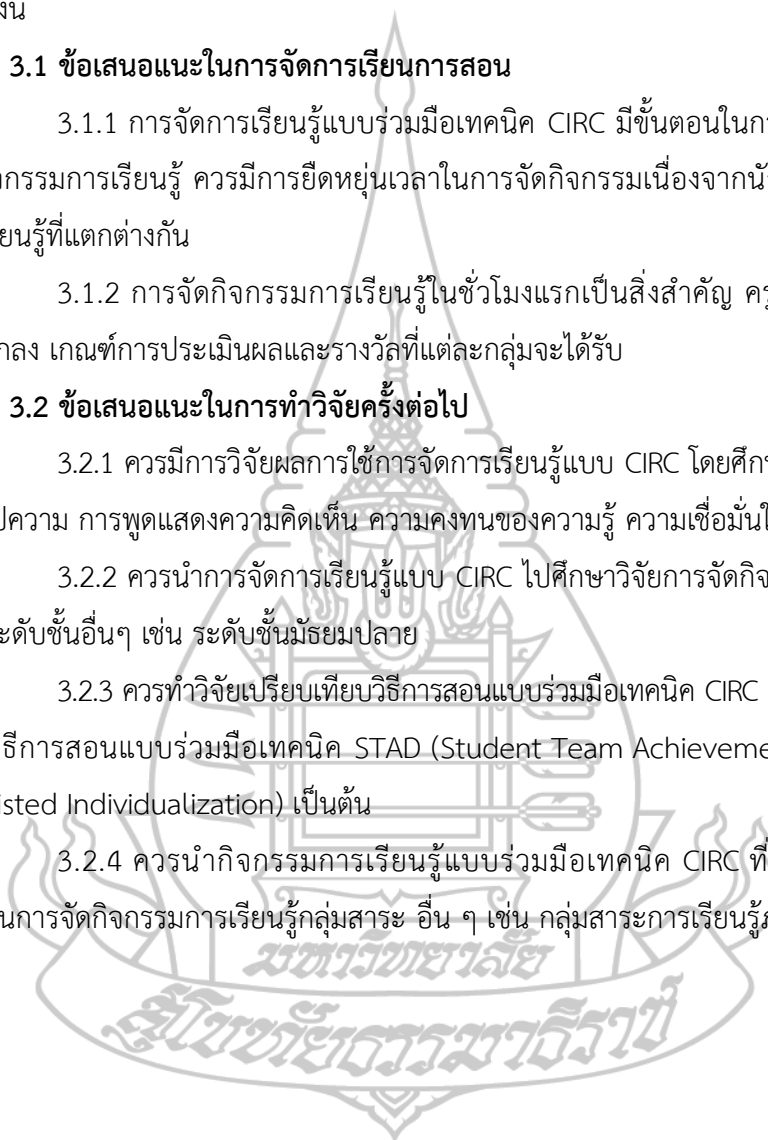 งน
3.1 ข้อเสนอแนะในการจัดการเรียนการสอน
3.1.1 การจัดการเรียนรู้แบบร่วมมือเทคนิค CIRC มีขั้นตอนในกา
กรรมการเรียนรู้ ควรมีการยืดหยุ่นเวลาในการจัดกิจกรรมเนื่องจากนั
ยนรู้ที่แตกต่างกัน
3.1.2 การจัดกิจกรรมการเรียนรู้ในชั่วโมงแรกเป็นสิ่งสำคัญ ครู
กลง เกณฑ์การประเมินผลและรางวัลที่แต่ละกลุ่มจะได้รับ
3.2 ข้อเสนอแนะในการทำวิจัยครั้งต่อไป
3.2.1 ควรมีการวิจัยผลการใช้การจัดการเรียนรู้แบบ CIRC โดยศึกษ
ปความ การพูดแสดงความคิดเห็น ความคงทนของความรู้ ความเชื่อมั่นใ
3.2.2 ควรนำการจัดการเรียนรู้แบบ CIRC ไปศึกษาวิจัยการจัดกิจ
ะดับชั้นอื่นๆ เช่น ระดับชั้นมัธยมปลาย
3.2.3 ควรทำวิจัยเปรียบเทียบวิธีการสอนแบบร่วมมือเทคนิค CIRC
ธีการสอนแบบร่วมมือเทคนิค STAD (Student Team Achieveme
isted Individualization) เป็นต้น
3.2.4 ควรนำกิจกรรมการเรียนรู้แบบร่วมมือเทคนิค CIRC ที่
นการจัดกิจกรรมการเรียนรู้กลุ่มสาระ อื่น ๆ เช่น กลุ่มสาระการเรียนรู้ภ
มหาวิทยาลัย
สุโขทัยธรรมาธิราช